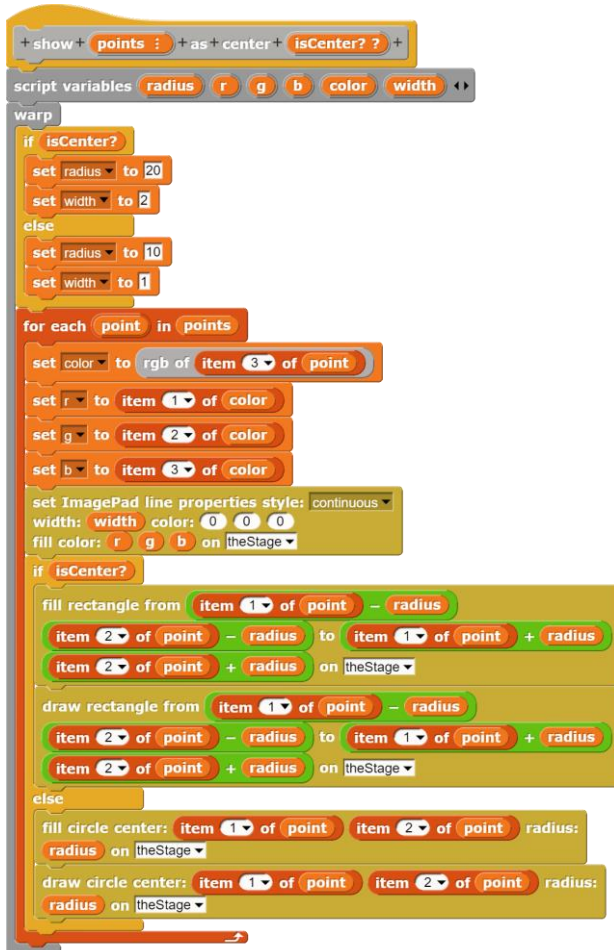 + show + points ⋮ + as + center + isCenter? ? +
script variables radius r g b color width
warp
if isCenter?
set radius to 20
set width to 2
else
set radius to 10
set width to 1
for each point in points
set color to rgb of item 3 of point
set r to item 1 of color
set g to item 2 of color
set b to item 3 of color
set ImagePad line properties style: continuous
width: width color: 0 0 0
fill color: r g b on theStage
if isCenter?
fill rectangle from item 1 of point - radius
item 2 of point - radius to item 1 of point + radius
item 2 of point + radius on theStage
draw rectangle from item 1 of point - radius
item 2 of point - radius to item 1 of point + radius
item 2 of point + radius on theStage
else
fill circle center: item 1 of point item 2 of point radius:
radius on theStage
draw circle center: item 1 of point item 2 of point radius:
radius on theStage